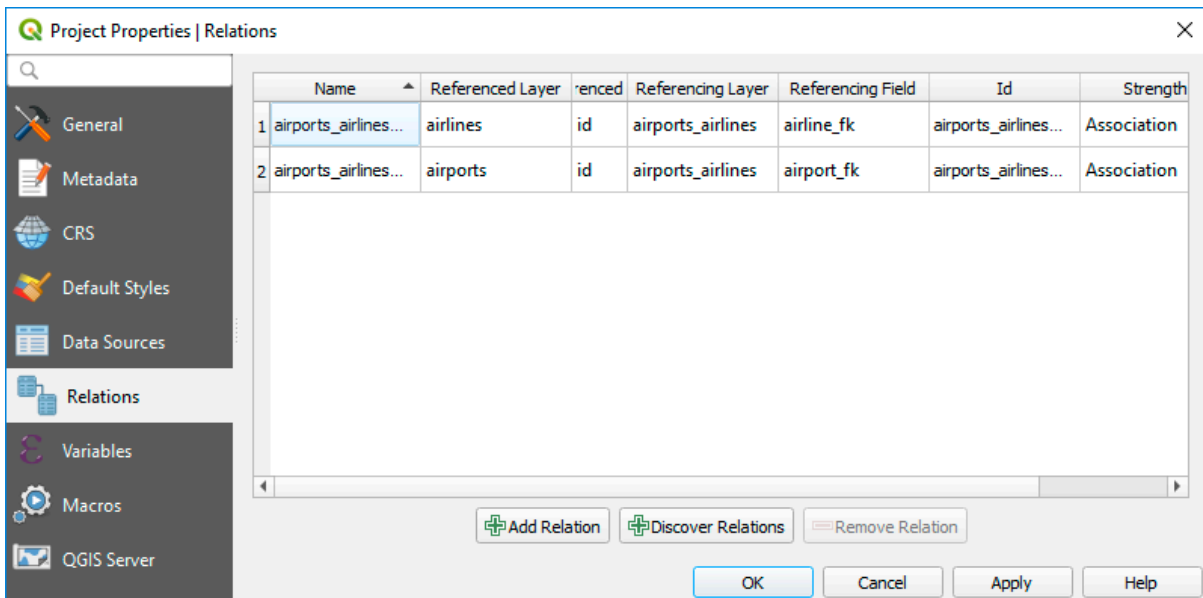 Project Properties | Relations
General
Metadata
CRS
Default Styles
Data Sources
Relations
Variables
Macros
QGIS Server
Name Referenced Layer renced Referencing Layer Referencing Field Id Strength
1 airports_airlines... airlines id airports_airlines airline_fk airports_airlines... Association
2 airports_airlines... airports id airports_airlines airport_fk airports_airlines... Association
Add Relation Discover Relations Remove Relation
OK Cancel Apply Help